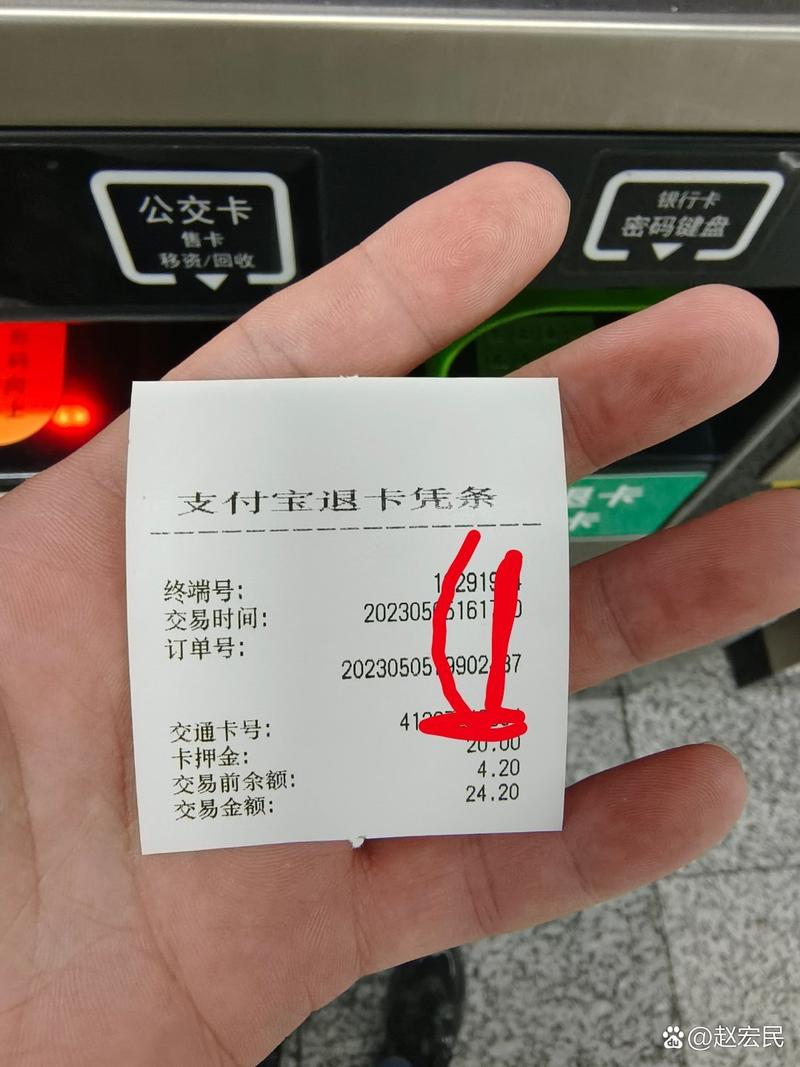 公交卡
售卡
移资/回收
银行卡
密码键盘
退卡
卡
支付宝退卡凭条
终端号:
交易时间:
订单号:
交通卡号:
卡押金: 20.00
交易前余额: 4.20
交易金额: 24.20
@赵宏民